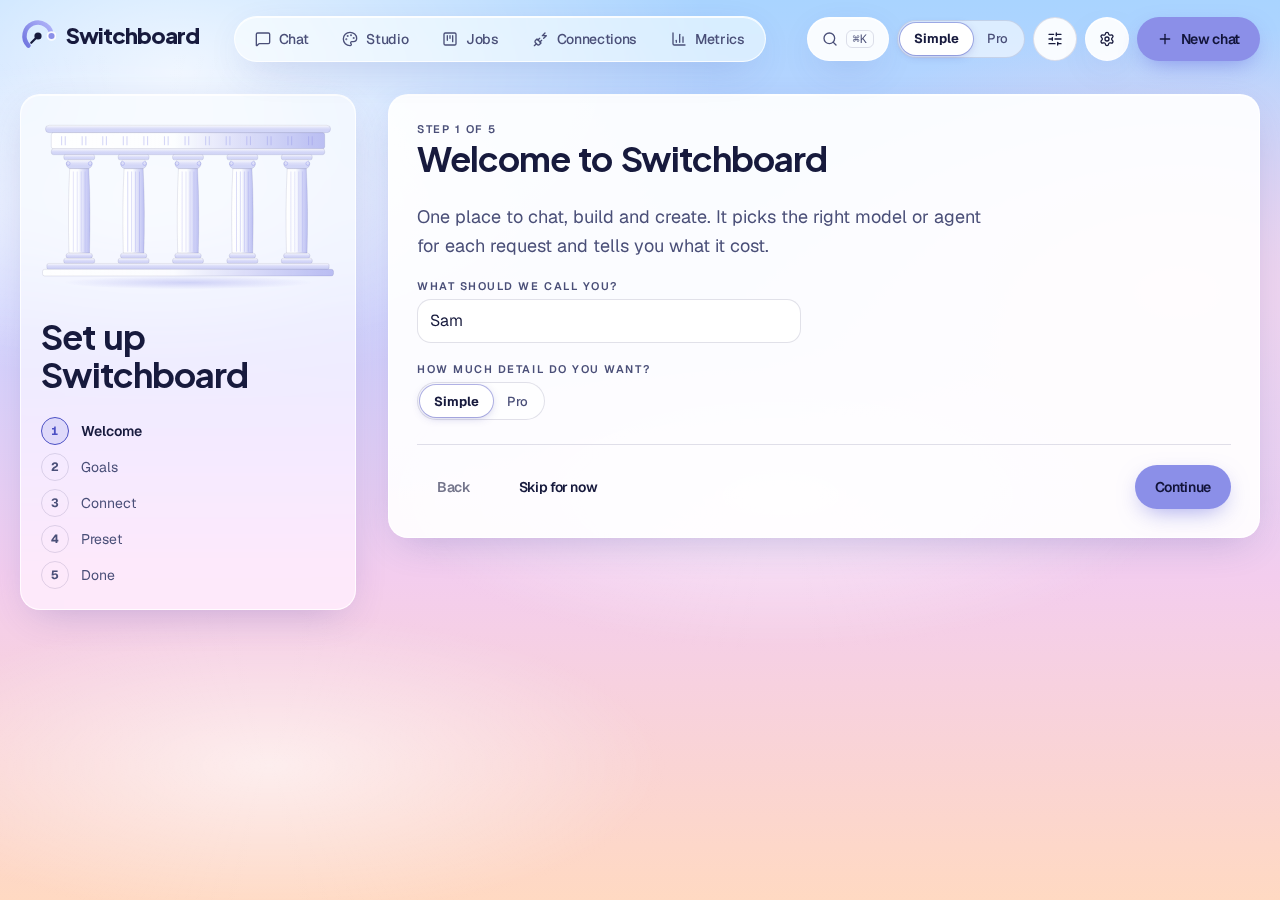 Switchboard
Chat
Studio
Jobs
Connections
Metrics
⌘K
Simple
Pro
New chat
Set up
Switchboard
1 Welcome
2 Goals
3 Connect
4 Preset
5 Done
STEP 1 OF 5
Welcome to Switchboard
One place to chat, build and create. It picks the right model or agent
for each request and tells you what it cost.
WHAT SHOULD WE CALL YOU?
Sam
HOW MUCH DETAIL DO YOU WANT?
Simple
Pro
Back
Skip for now
Continue